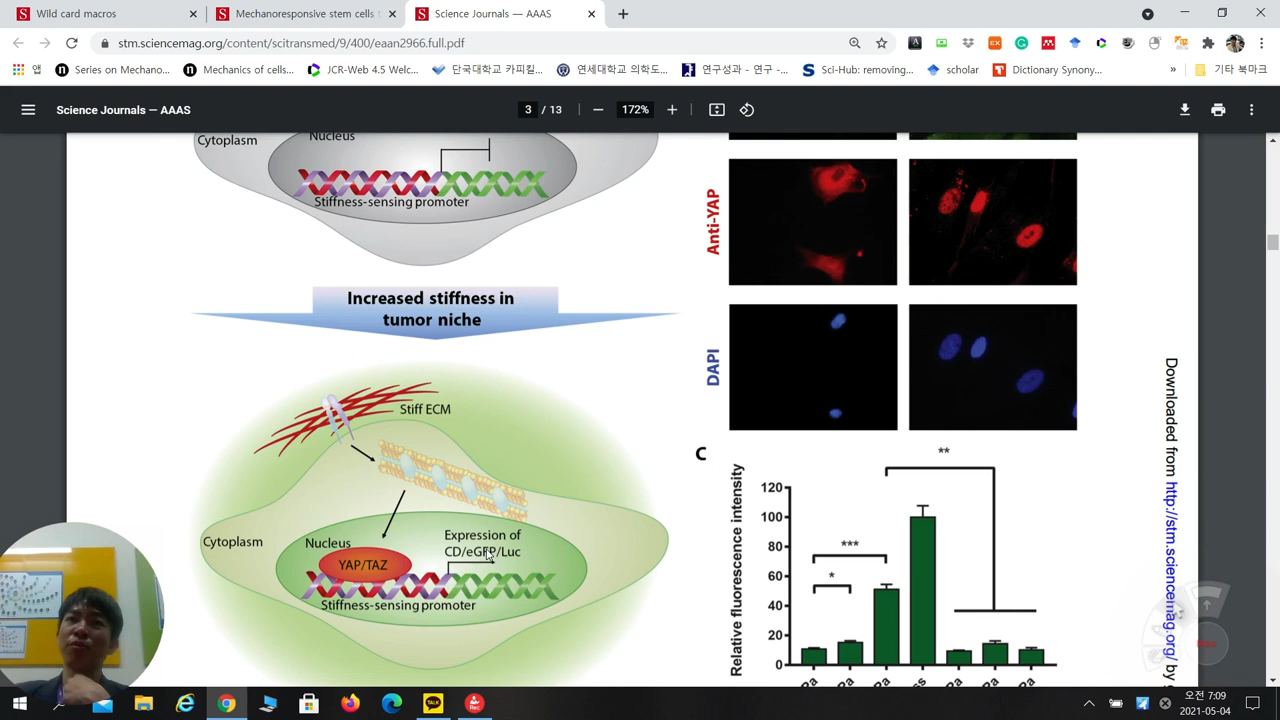 Wild card macros
Mechanoresponsive stem cells t
Science Journals — AAAS
stm.sciencemag.org/content/scitransmed/9/400/eaan2966.full.pdf
앱
Series on Mechano...
Mechanics of cells...
JCR-Web 4.5 Welc...
단국대학교 카피킬...
연세대학교 의학도...
연구성과 - 연구 -...
Sci-Hub: removing...
scholar
Dictionary Synony...
»
기타 북마크
Science Journals — AAAS
3 / 13
172%
Cytoplasm
Nucleus
Stiffness-sensing promoter
Increased stiffness in
tumor niche
Stiff ECM
Cytoplasm
Nucleus
YAP/TAZ
Expression of
CD/eGFP/Luc
Stiffness-sensing promoter
Anti-YAP
DAPI
C
Relative fluorescence intensity
120
100
80
60
40
20
0
*
***
**
Downloaded from http://stm.sciencemag.org/ by
Rec
TALK
Rec
오전 7:09
2021-05-04